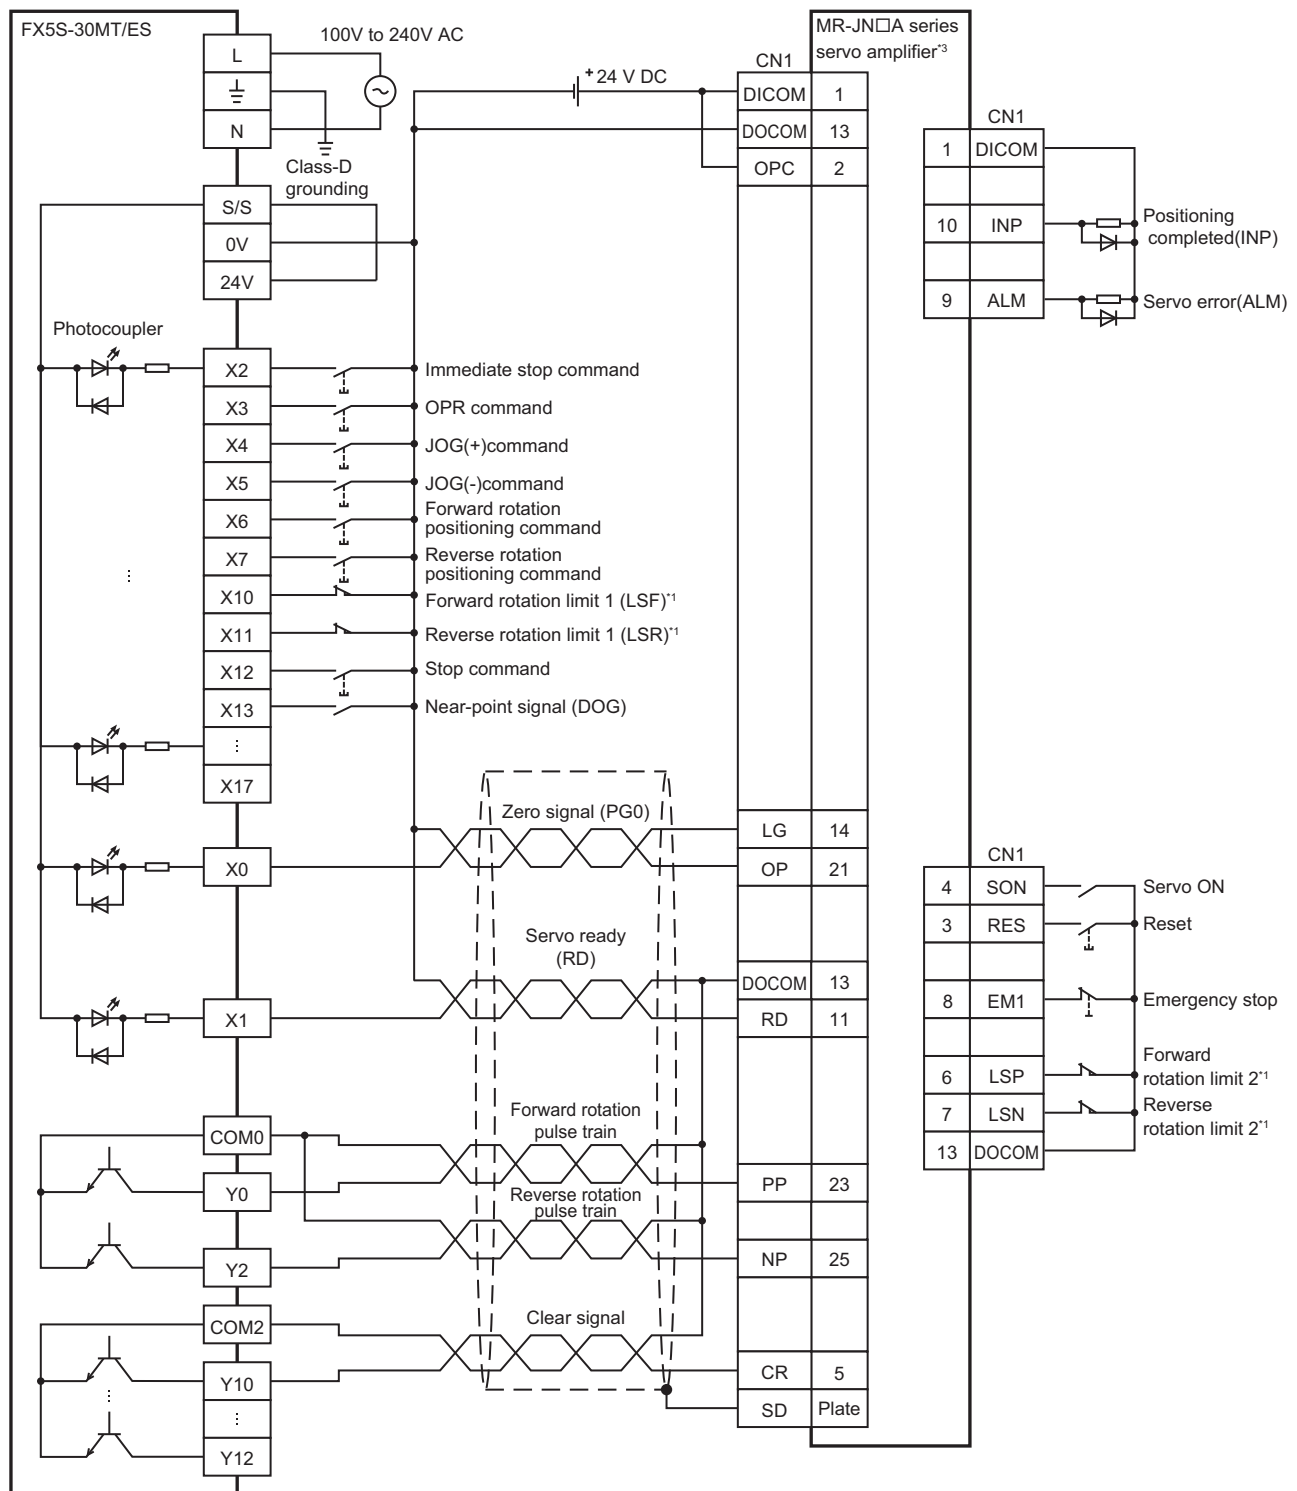 FX5S-30MT/ES
L
N
100V to 240V AC
Class-D
grounding
S/S
0V
24V
Photocoupler
X2
Immediate stop command
X3
OPR command
X4
JOG(+)command
X5
JOG(-)command
X6
Forward rotation
positioning command
X7
Reverse rotation
positioning command
X10
Forward rotation limit 1 (LSF)*1
X11
Reverse rotation limit 1 (LSR)*1
X12
Stop command
X13
Near-point signal (DOG)
⋮
⋮
X17
X0
Zero signal (PG0)
X1
Servo ready
(RD)
COM0
Y0
Forward rotation
pulse train
Y2
Reverse rotation
pulse train
COM2
Clear signal
Y10
⋮
⋮
Y12
+ 24 V DC
MR-JN□A series
servo amplifier*3
CN1
DICOM 1
DOCOM 13
OPC 2
LG 14
OP 21
DOCOM 13
RD 11
PP 23
NP 25
CR 5
SD Plate
CN1
1 DICOM
10 INP
Positioning
completed(INP)
9 ALM
Servo error(ALM)
CN1
4 SON
Servo ON
3 RES
Reset
8 EM1
Emergency stop
6 LSP
Forward
rotation limit 2*1
7 LSN
Reverse
rotation limit 2*1
13 DOCOM